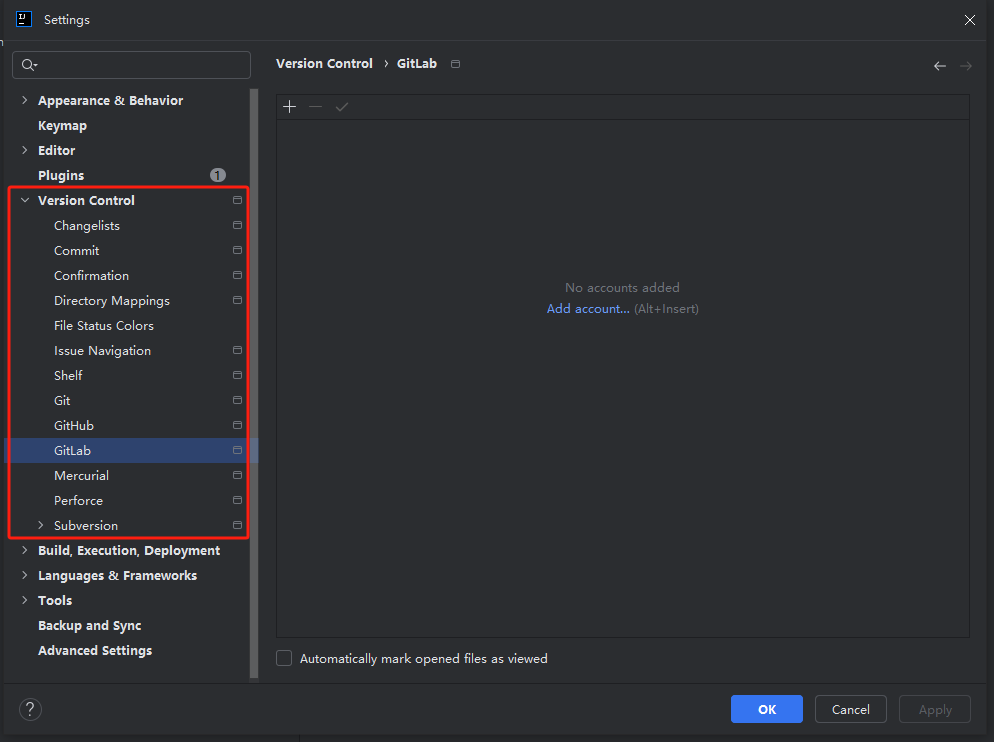 Settings
Version Control › GitLab
Appearance & Behavior
Keymap
Editor
Plugins 1
Version Control
Changelists
Commit
Confirmation
Directory Mappings
File Status Colors
Issue Navigation
Shelf
Git
GitHub
GitLab
Mercurial
Perforce
Subversion
Build, Execution, Deployment
Languages & Frameworks
Tools
Backup and Sync
Advanced Settings
No accounts added
Add account... (Alt+Insert)
Automatically mark opened files as viewed
? OK Cancel Apply